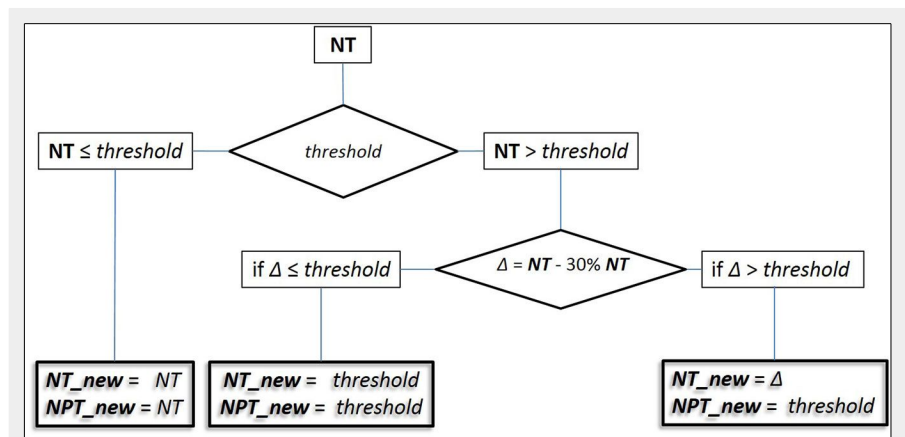 NT
threshold
NT ≤ threshold
NT > threshold
Δ = NT - 30% NT
if Δ ≤ threshold
if Δ > threshold
NT_new = NT
NPT_new = NT
NT_new = threshold
NPT_new = threshold
NT_new = Δ
NPT_new = threshold